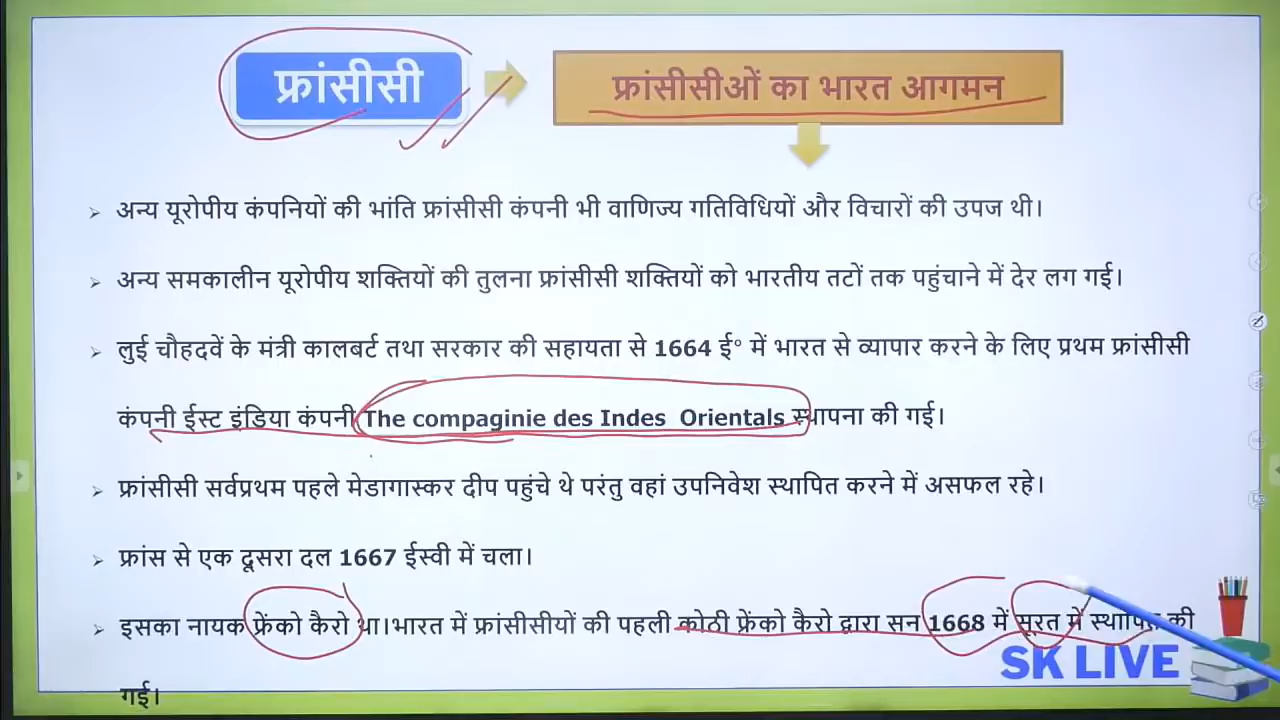 फ्रांसीसी
फ्रांसीसीओं का भारत आगमन
अन्य यूरोपीय कंपनियों की भांति फ्रांसीसी कंपनी भी वाणिज्य गतिविधियों और विचारों की उपज थी।
अन्य समकालीन यूरोपीय शक्तियों की तुलना फ्रांसीसी शक्तियों को भारतीय तटों तक पहुंचाने में देर लग गई।
लुई चौहदवें के मंत्री कालबर्ट तथा सरकार की सहायता से 1664 ई° में भारत से व्यापार करने के लिए प्रथम फ्रांसीसी
कंपनी ईस्ट इंडिया कंपनी The compaginie des Indes Orientals स्थापना की गई।
फ्रांसीसी सर्वप्रथम पहले मेडागास्कर दीप पहुंचे थे परंतु वहां उपनिवेश स्थापित करने में असफल रहे।
फ्रांस से एक दूसरा दल 1667 ईस्वी में चला।
इसका नायक फ्रेंको कैरो था।भारत में फ्रांसीसीयों की पहली कोठी फ्रेंको कैरो द्वारा सन 1668 में सूरत में स्थापित की
गई।
SK LIVE